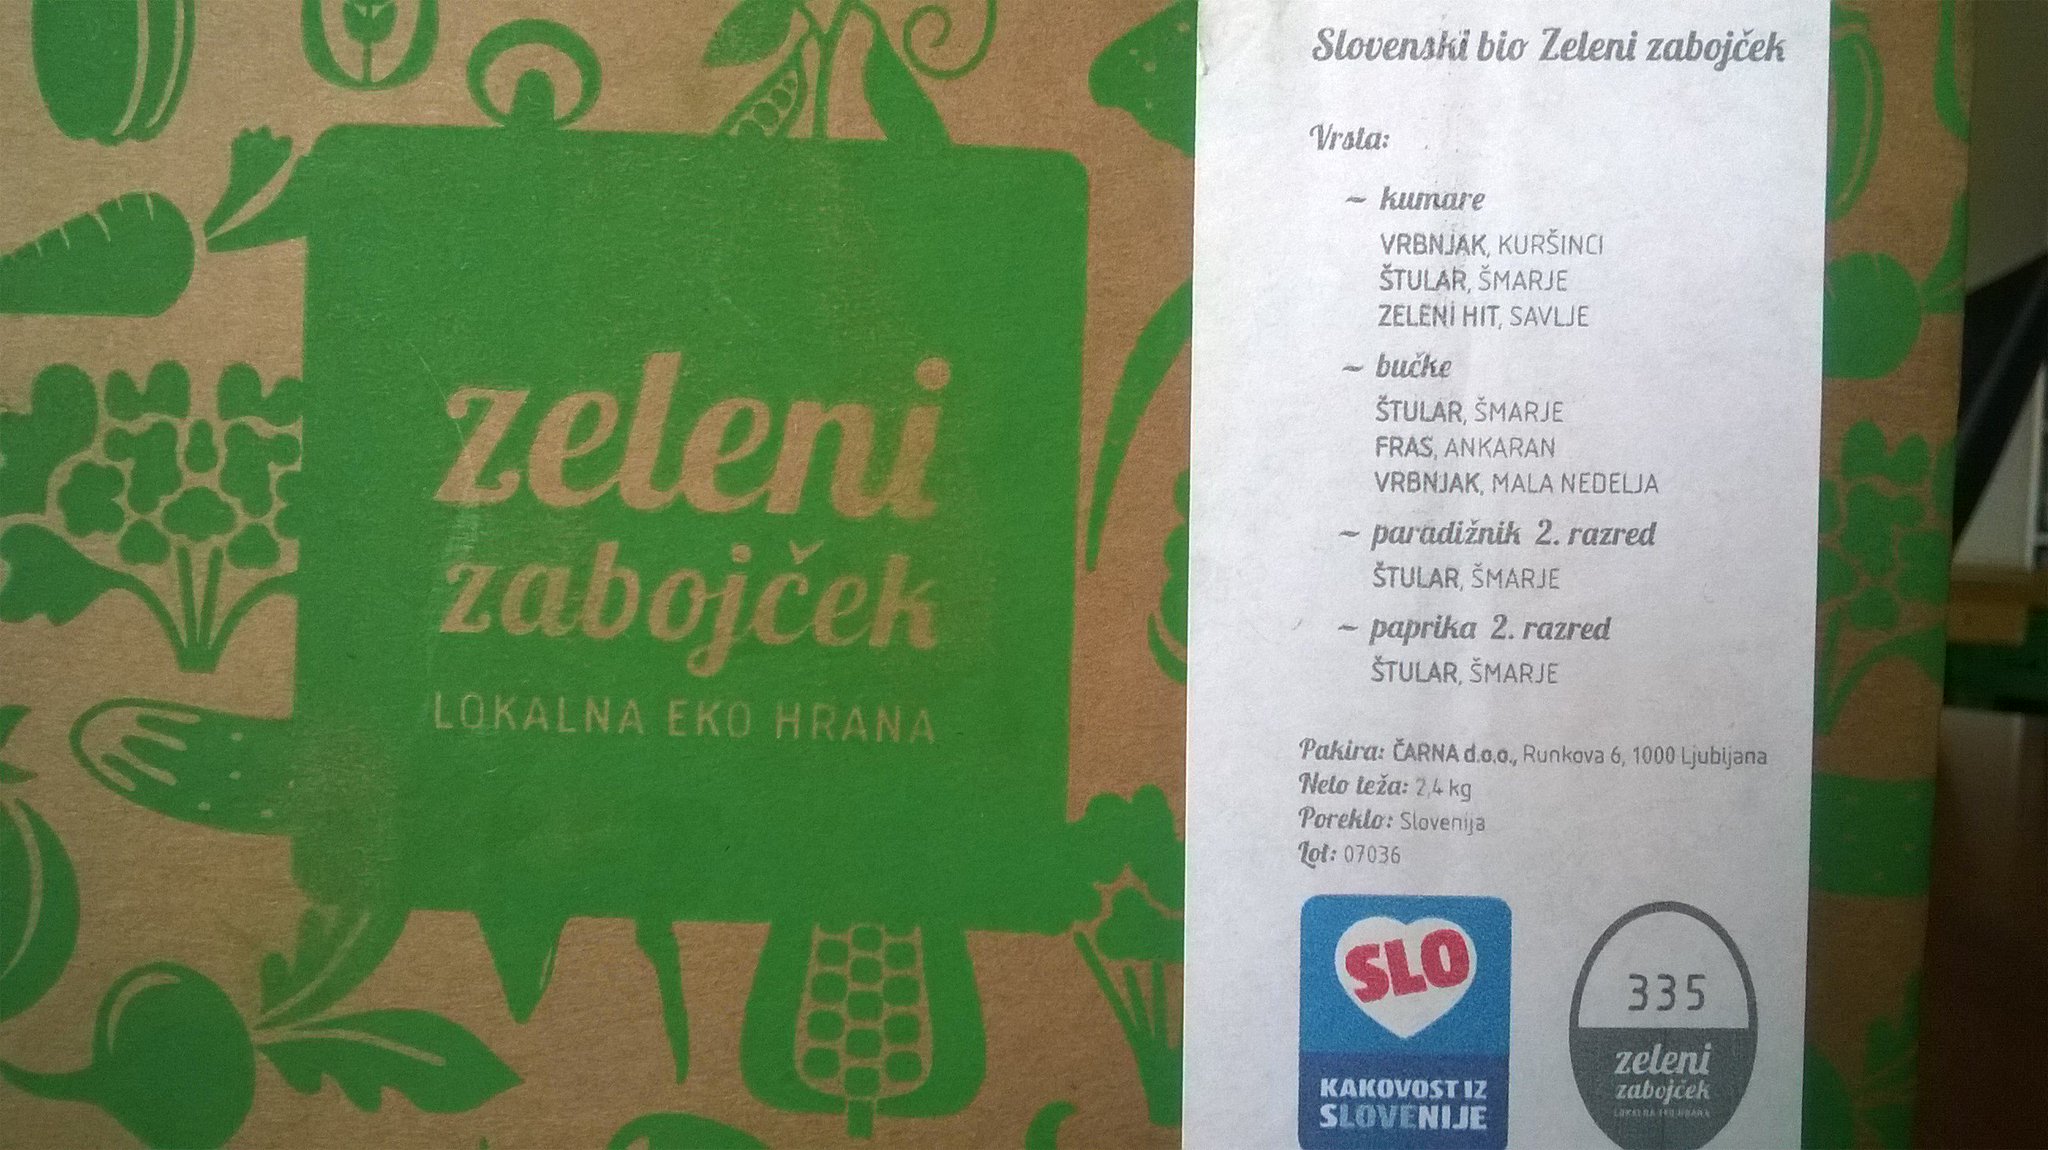 zeleni
zabojček
LOKALNA EKO HRANA
Slovenski bio Zeleni zabojček
Vrsta:
~ kumare
VRBNJAK, KURŠINCI
ŠTULAR, ŠMARJE
ZELENI HIT, SAVLJE
~ bučke
ŠTULAR, ŠMARJE
FRAS, ANKARAN
VRBNJAK, MALA NEDELJA
~ paradižnik 2. razred
ŠTULAR, ŠMARJE
~ paprika 2. razred
ŠTULAR, ŠMARJE
Pakira: ČARNA d.o.o., Runkova 6, 1000 Ljubljana
Neto teža: 2,4 kg
Poreklo: Slovenija
Lot: 07036
SLO
KAKOVOST IZ
SLOVENIJE
335
zeleni
zabojček
LOKALNA EKO HRANA